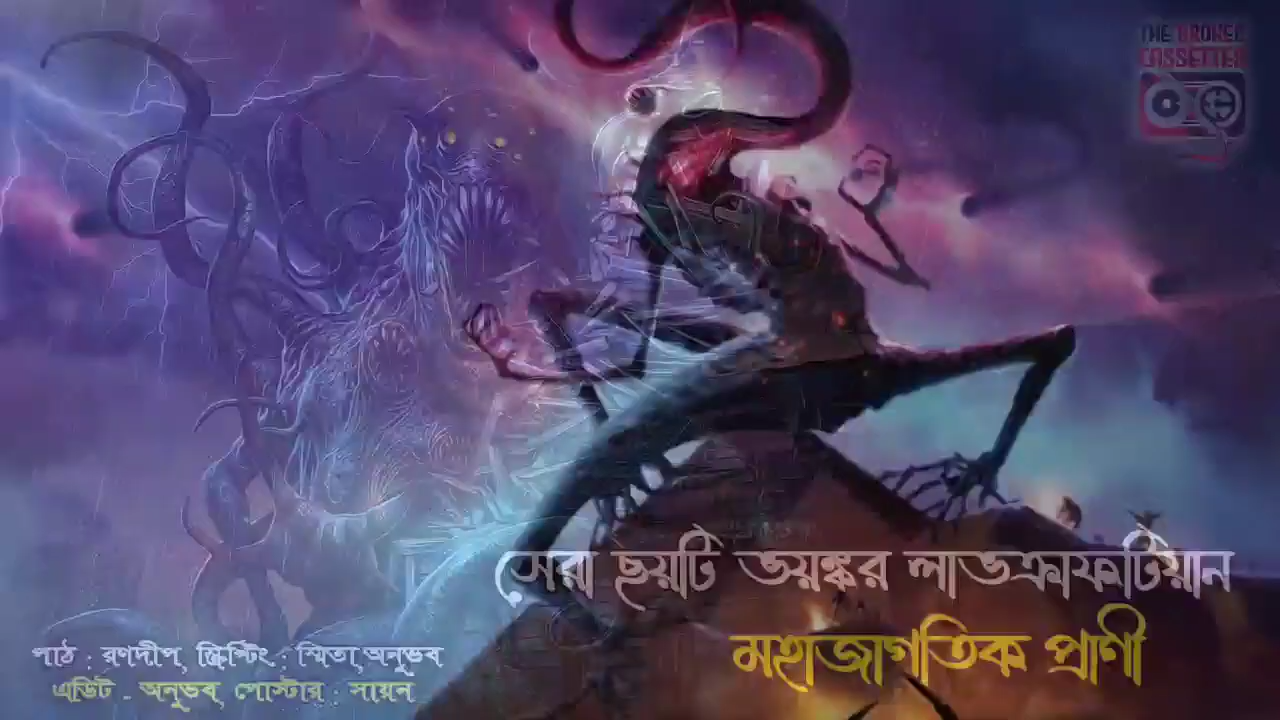 THE BROKEN
CASSETTES
সেরা ছয়টি ভয়ঙ্কর লাভক্রাফটিয়ান
মহাজাগতিক প্রাণী
পাঠ : রণদীপ, স্ক্রিপ্টিং : স্মিতা,অনুভব
এডিট - অনুভব পোস্টার : সায়ন